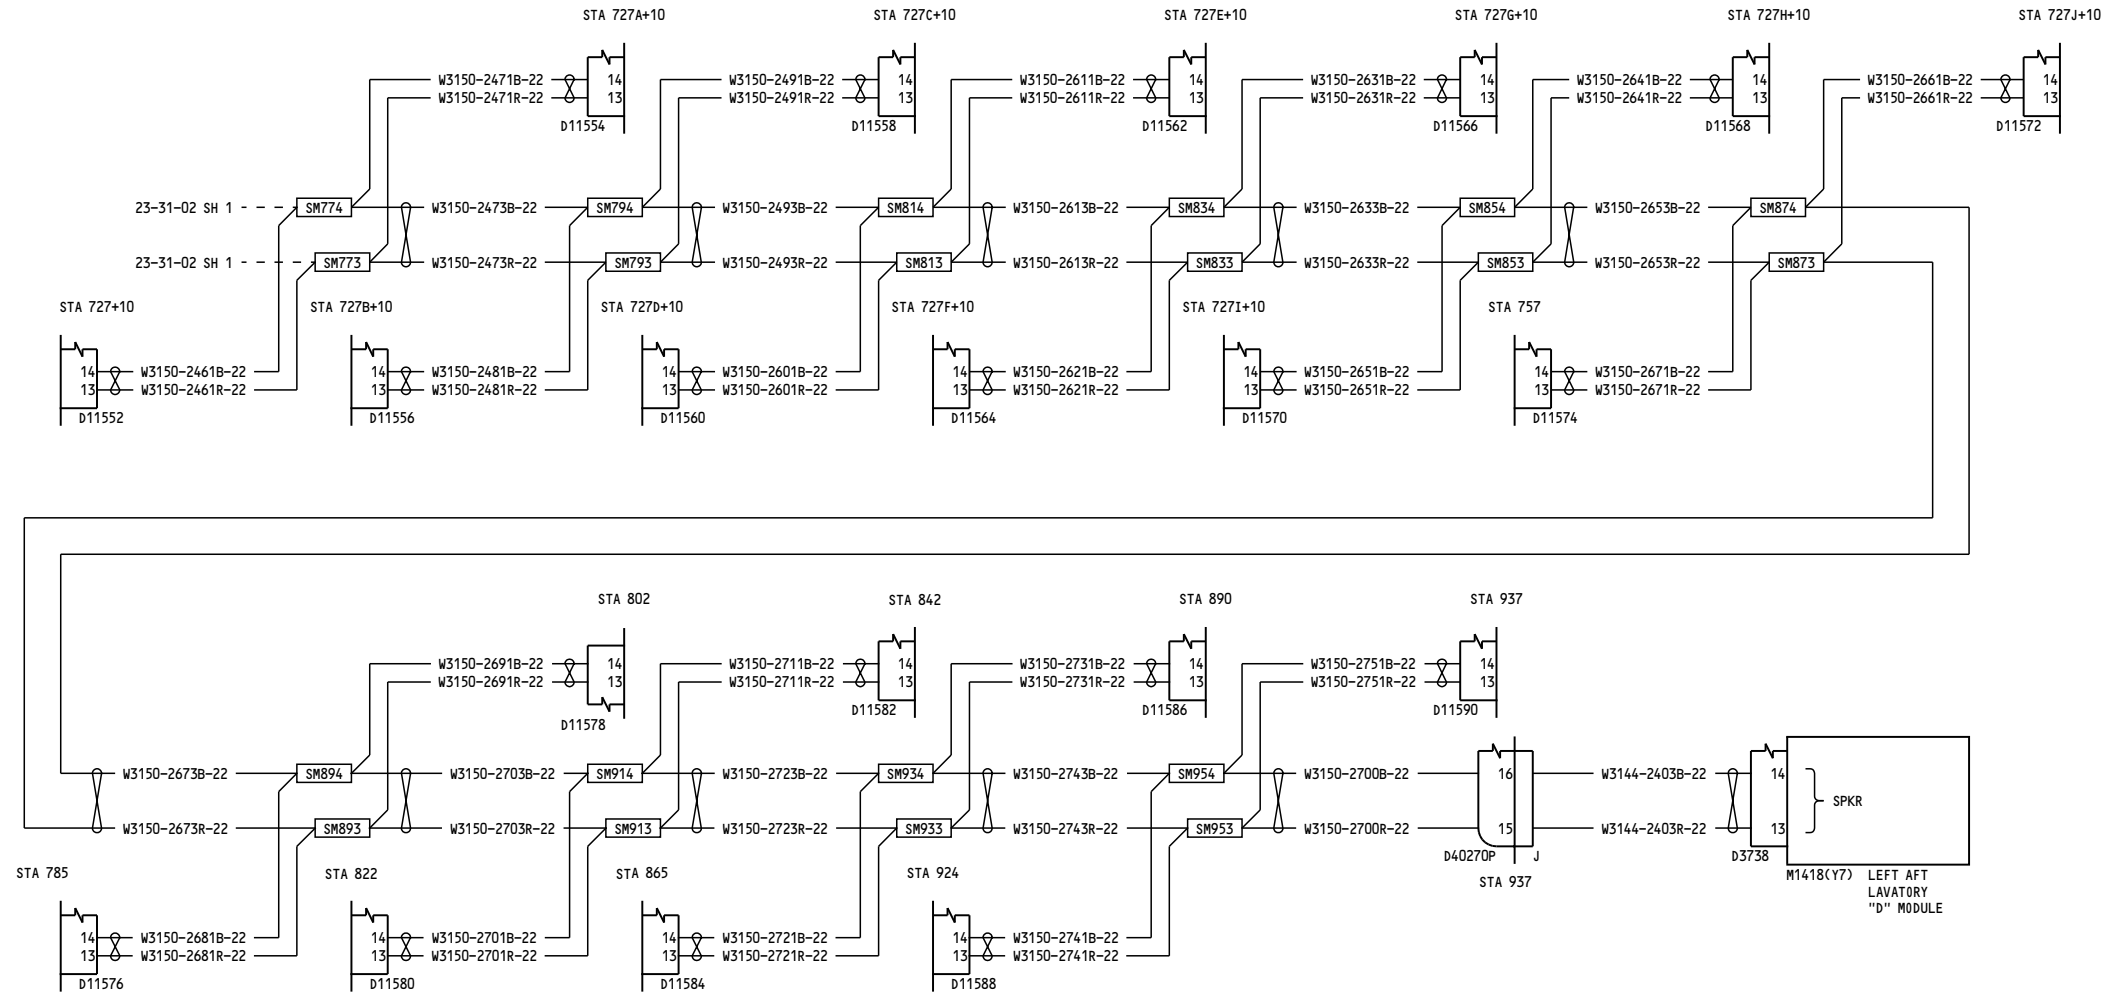 STA 727A+10 STA 727C+10 STA 727E+10 STA 727G+10 STA 727H+10 STA 727J+10
W3150-2471B-22 14 W3150-2491B-22 14 W3150-2611B-22 14 W3150-2631B-22 14 W3150-2641B-22 14 W3150-2661B-22 14
W3150-2471R-22 13 W3150-2491R-22 13 W3150-2611R-22 13 W3150-2631R-22 13 W3150-2641R-22 13 W3150-2661R-22 13
D11554 D11558 D11562 D11566 D11568 D11572
23-31-02 SH 1 SM774 W3150-2473B-22 SM794 W3150-2493B-22 SM814 W3150-2613B-22 SM834 W3150-2633B-22 SM854 W3150-2653B-22 SM874
23-31-02 SH 1 SM773 W3150-2473R-22 SM793 W3150-2493R-22 SM813 W3150-2613R-22 SM833 W3150-2633R-22 SM853 W3150-2653R-22 SM873
STA 727+10 STA 727B+10 STA 727D+10 STA 727F+10 STA 727I+10 STA 757
14 W3150-2461B-22 14 W3150-2481B-22 14 W3150-2601B-22 14 W3150-2621B-22 14 W3150-2651B-22 14 W3150-2671B-22
13 W3150-2461R-22 13 W3150-2481R-22 13 W3150-2601R-22 13 W3150-2621R-22 13 W3150-2651R-22 13 W3150-2671R-22
D11552 D11556 D11560 D11564 D11570 D11574
STA 802 STA 842 STA 890 STA 937
W3150-2691B-22 14 W3150-2711B-22 14 W3150-2731B-22 14 W3150-2751B-22 14
W3150-2691R-22 13 W3150-2711R-22 13 W3150-2731R-22 13 W3150-2751R-22 13
D11578 D11582 D11586 D11590
W3150-2673B-22 SM894 W3150-2703B-22 SM914 W3150-2723B-22 SM934 W3150-2743B-22 SM954 W3150-2700B-22 16 W3144-2403B-22 14
SPKR
W3150-2673R-22 SM893 W3150-2703R-22 SM913 W3150-2723R-22 SM933 W3150-2743R-22 SM953 W3150-2700R-22 15 W3144-2403R-22 13
D40270P J D3738
STA 785 STA 822 STA 865 STA 924 STA 937 M1418(Y7) LEFT AFT
LAVATORY
"D" MODULE
14 W3150-2681B-22 14 W3150-2701B-22 14 W3150-2721B-22 14 W3150-2741B-22
13 W3150-2681R-22 13 W3150-2701R-22 13 W3150-2721R-22 13 W3150-2741R-22
D11576 D11580 D11584 D11588